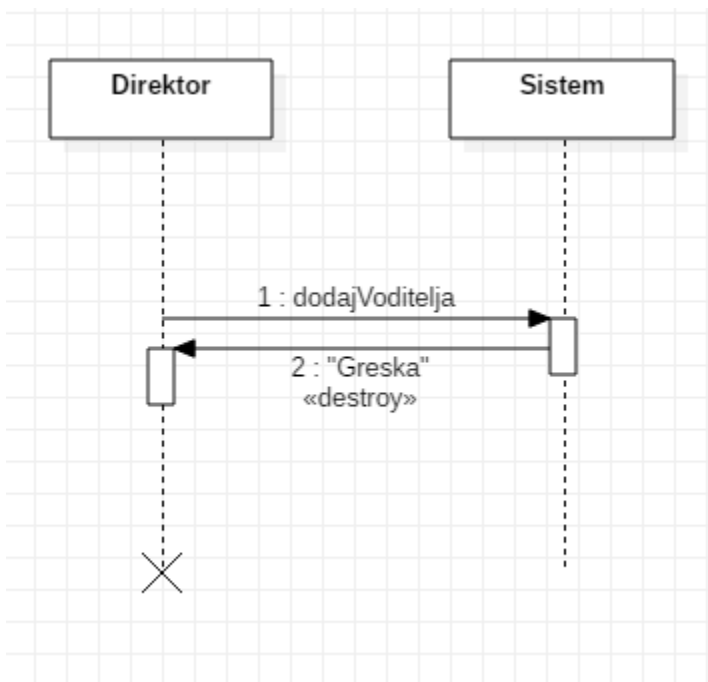 Direktor
Sistem
1 : dodajVoditelja
2 : "Greska"
«destroy»